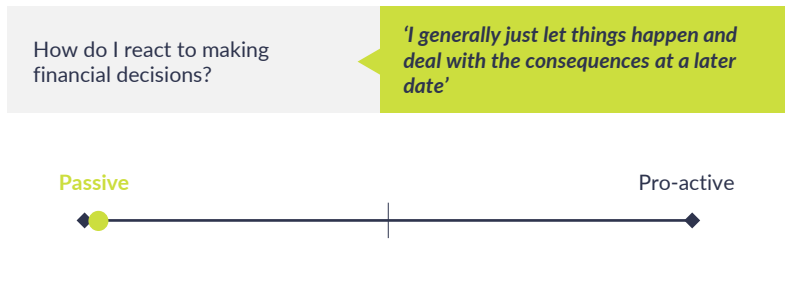 How do I react to making
financial decisions?
‘I generally just let things happen and
deal with the consequences at a later
date’
Passive
Pro-active